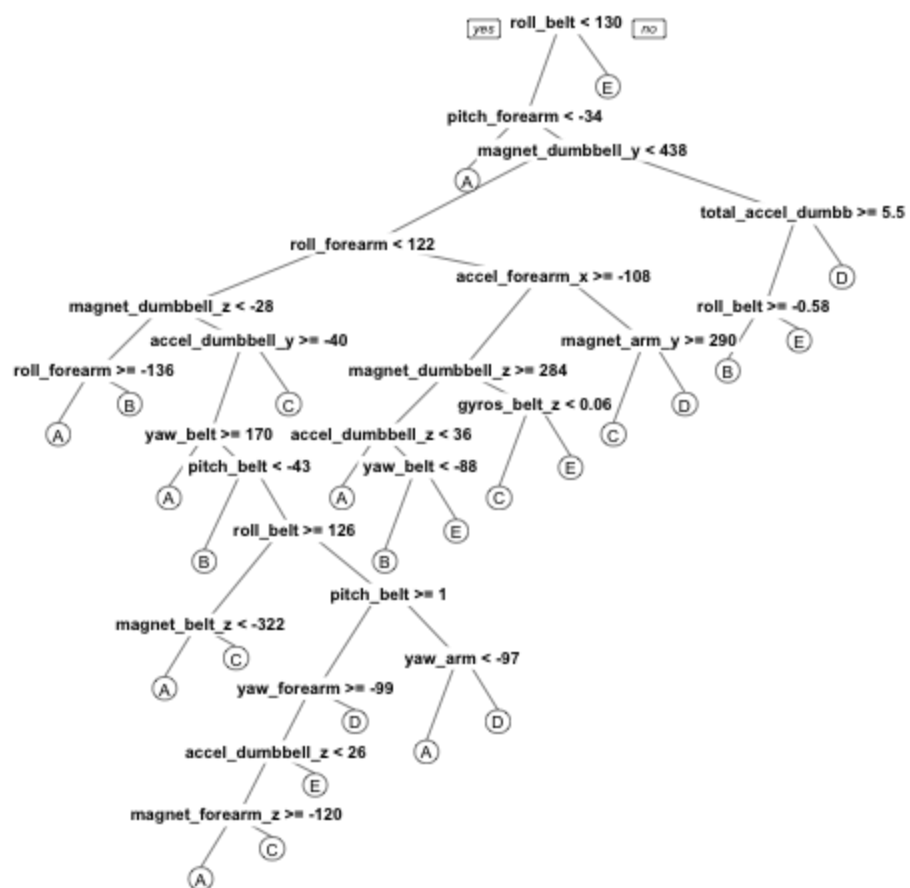 yes roll_belt < 130 no
E
pitch_forearm < -34
magnet_dumbbell_y < 438
A
total_accel_dumbb >= 5.5
roll_forearm < 122
accel_forearm_x >= -108
D
magnet_dumbbell_z < -28
roll_belt >= -0.58
accel_dumbbell_y >= -40
magnet_arm_y >= 290
E
roll_forearm >= -136
magnet_dumbbell_z >= 284
B
B
C
gyros_belt_z < 0.06
D
A
yaw_belt >= 170
accel_dumbbell_z < 36
C
pitch_belt < -43
yaw_belt < -88
E
A
A
C
roll_belt >= 126
E
B
B
pitch_belt >= 1
magnet_belt_z < -322
C
yaw_arm < -97
A
yaw_forearm >= -99
D
D
accel_dumbbell_z < 26
A
E
magnet_forearm_z >= -120
C
A